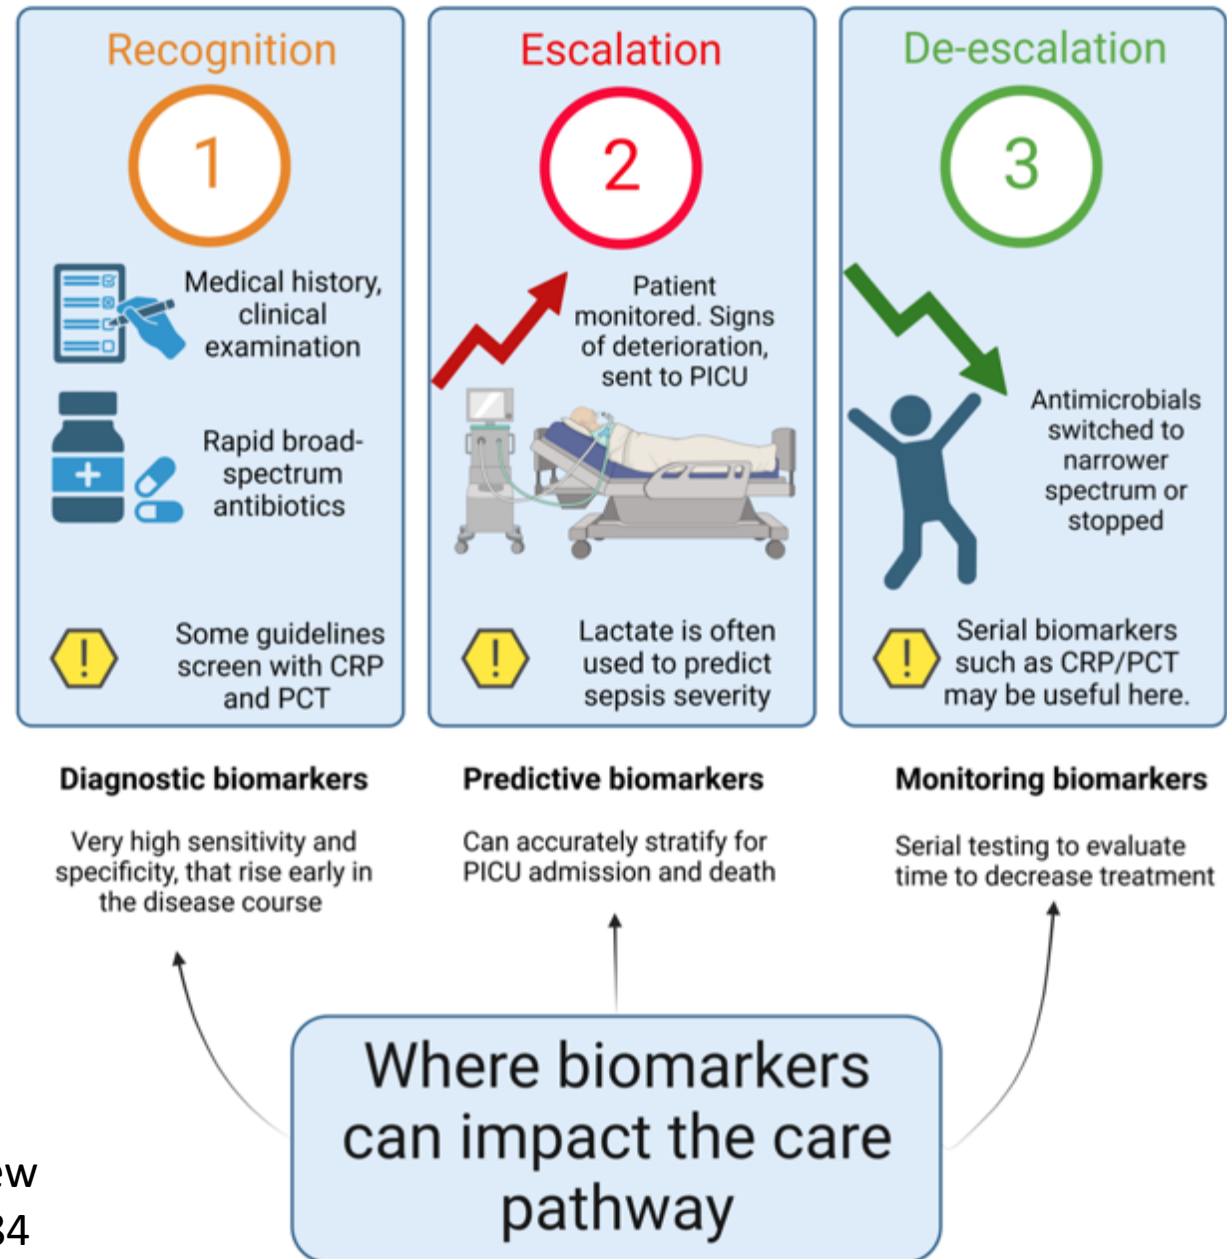 Recognition
1
Medical history,
clinical
examination
Rapid broad-
spectrum
antibiotics
!
Some guidelines
screen with CRP
and PCT
Escalation
2
Patient
monitored. Signs
of deterioration,
sent to PICU
!
Lactate is often
used to predict
sepsis severity
De-escalation
3
Antimicrobials
switched to
narrower
spectrum or
stopped
!
Serial biomarkers
such as CRP/PCT
may be useful here.
Diagnostic biomarkers
Very high sensitivity and
specificity, that rise early in
the disease course
Predictive biomarkers
Can accurately stratify for
PICU admission and death
Monitoring biomarkers
Serial testing to evaluate
time to decrease treatment
Where biomarkers
can impact the care
pathway